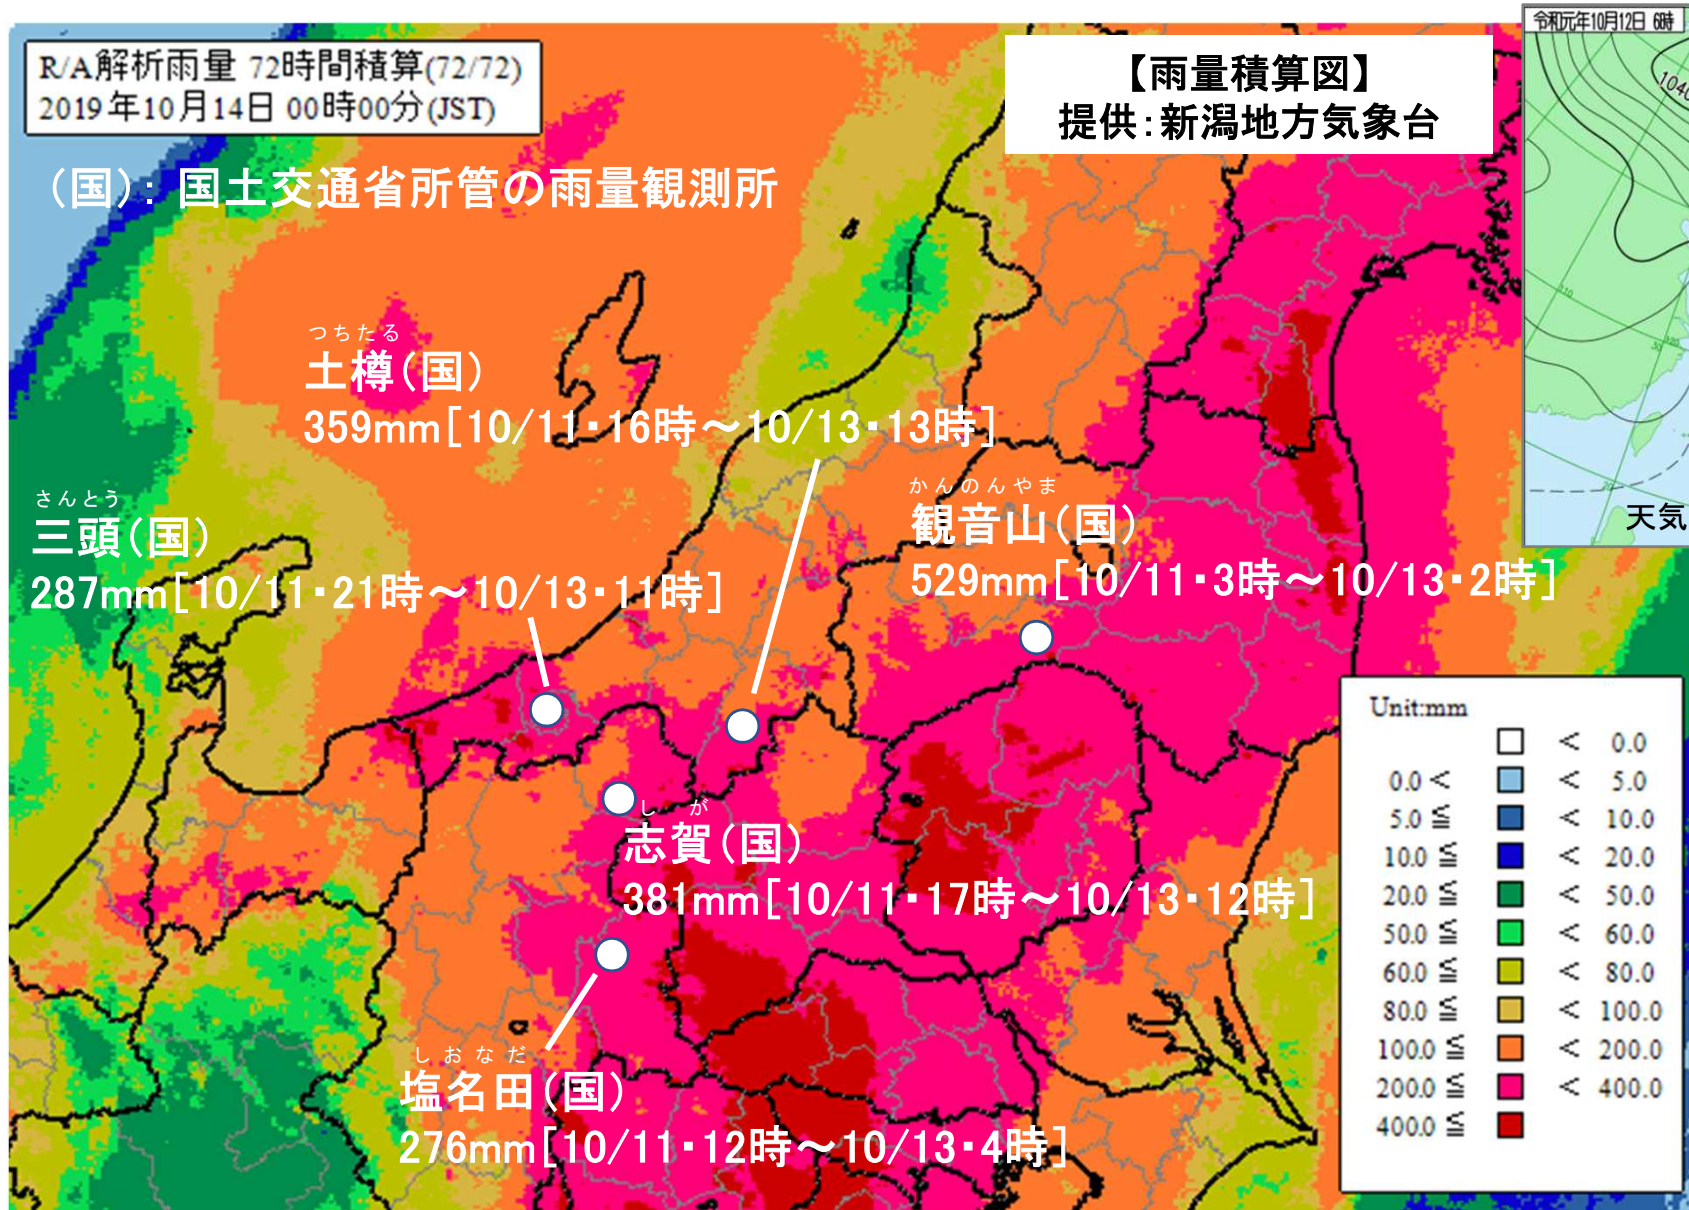 R/A解析雨量 72時間積算(72/72)
2019年10月14日 00時00分(JST)
【雨量積算図】
提供:新潟地方気象台
令和元年10月12日 6時
1040
(国):国土交通省所管の雨量観測所
つちたる
土樽(国)
359mm[10/11・16時～10/13・13時]
さんとう
三頭(国)
287mm[10/11・21時～10/13・11時]
かんのんやま
観音山(国)
529mm[10/11・3時～10/13・2時]
天気
しが
志賀(国)
381mm[10/11・17時～10/13・12時]
しおなだ
塩名田(国)
276mm[10/11・12時～10/13・4時]
Unit:mm
< 0.0
0.0 < < 5.0
5.0 ≦ < 10.0
10.0 ≦ < 20.0
20.0 ≦ < 50.0
50.0 ≦ < 60.0
60.0 ≦ < 80.0
80.0 ≦ < 100.0
100.0 ≦ < 200.0
200.0 ≦ < 400.0
400.0 ≦